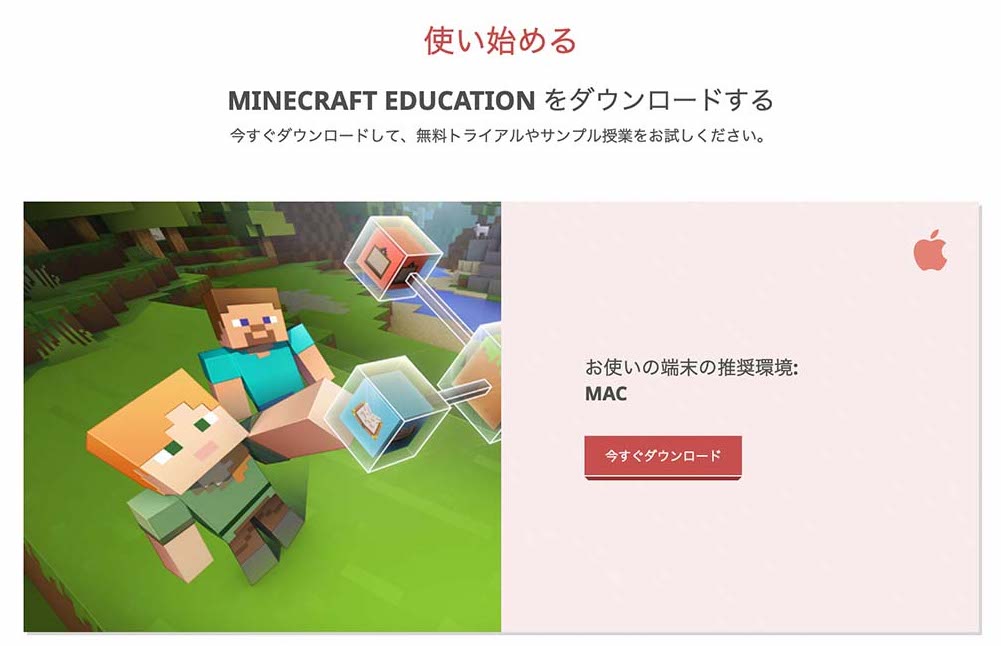 使い始める
MINECRAFT EDUCATION をダウンロードする
今すぐダウンロードして、無料トライアルやサンプル授業をお試しください。
お使いの端末の推奨環境:
MAC
今すぐダウンロード